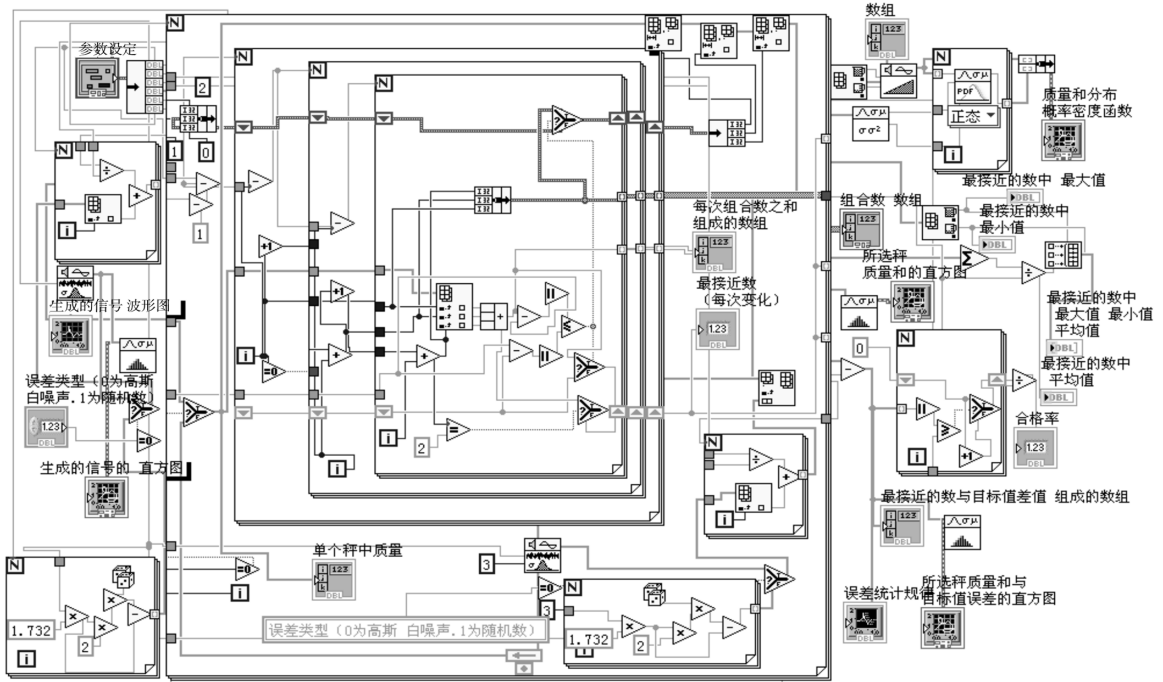 数组
参数设定
质量和分布
概率密度函数
正态
最接近的数中 最大值
组合数 数组
最接近的数中
最小值
每次组合数之和
组成的数组
所选秤
质量和的直方图
最接近数
(每次变化)
生成的信号 波形图
最接近的数中
最大值 最小值
平均值
最接近的数中
平均值
误差类型(0为高斯
白噪声.1为随机数)
合格率
生成的信号的 直方图
最接近的数与目标值差值 组成的数组
单个秤中质量
误差统计规律
所选秤质量和与
目标值误差的直方图
误差类型(0为高斯 白噪声.1为随机数)
1.732
2
3
3
1.732
2